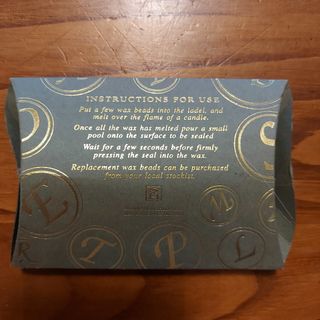 INSTRUCTIONS FOR USE
Put a few wax beads into the ladel, and
melt over the flame of a candle.
Once all the wax has melted pour a small
pool onto the surface to be sealed
Wait for a few seconds before firmly
pressing the seal into the wax.
Replacement wax beads can be purchased
from your local stockist.
S
E
M
R
T
P
L